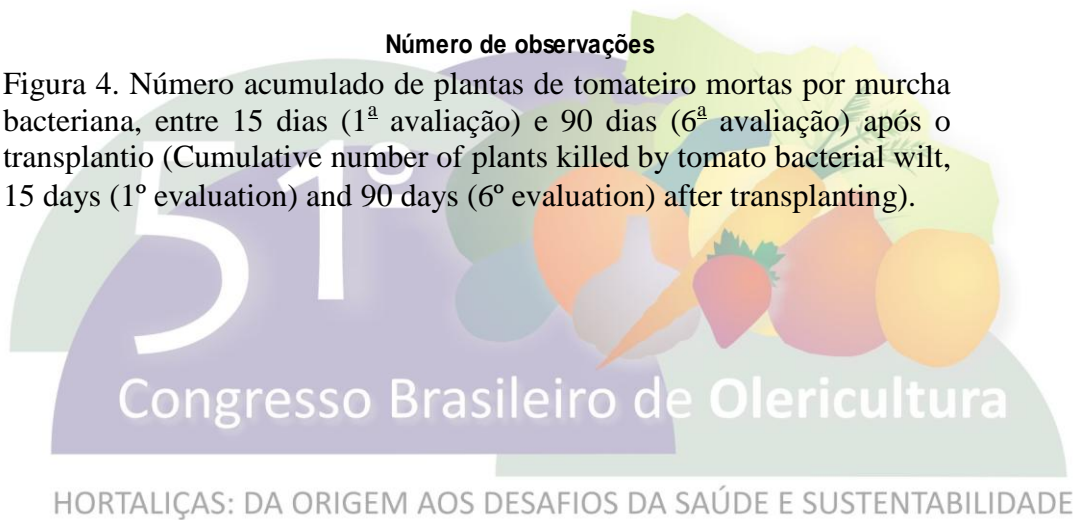 Número de observações
Figura 4. Número acumulado de plantas de tomateiro mortas por murcha
bacteriana, entre 15 dias (1ª avaliação) e 90 dias (6ª avaliação) após o
transplantio (Cumulative number of plants killed by tomato bacterial wilt,
15 days (1º evaluation) and 90 days (6º evaluation) after transplanting).
51º
Congresso Brasileiro de Olericultura
HORTALIÇAS: DA ORIGEM AOS DESAFIOS DA SAÚDE E SUSTENTABILIDADE